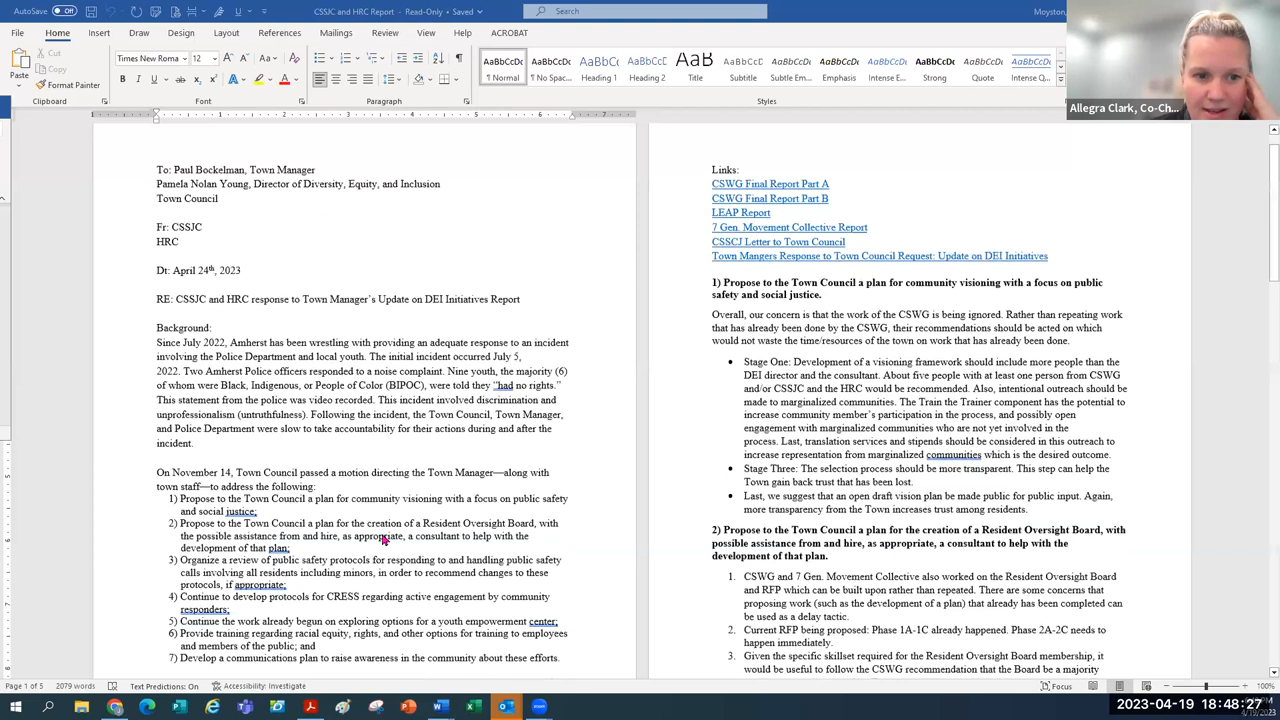 CSSJC and HRC Report - Read-Only • Saved to this PC
Search
Moyston,
File Home Insert Draw Design Layout References Mailings Review View Help ACROBAT
Cut
Copy
Format Painter
Paste
Times New Roma 12
AaBbCcDc AaBbCcDc AaBbC AaBbCcC AaB AaBbCcD AaBbCcDc AaBbCcDc AaBbCcDc AaBbCcDc AaBbCcDc AaBbCcDc
¶ Normal ¶ No Spac... Heading 1 Heading 2 Title Subtitle Subtle Em... Emphasis Intense E... Strong Quote Intense Q...
Clipboard Font Paragraph Styles
Allegra Clark, Co-Ch...
To: Paul Bockelman, Town Manager
Pamela Nolan Young, Director of Diversity, Equity, and Inclusion
Town Council
Fr: CSSJC
HRC
Dt: April 24th, 2023
RE: CSSJC and HRC response to Town Manager's Update on DEI Initiatives Report
Background:
Since July 2022, Amherst has been wrestling with providing an adequate response to an incident
involving the Police Department and local youth. The initial incident occurred July 5,
2022. Two Amherst Police officers responded to a noise complaint. Nine youth, the majority (6)
of whom were Black, Indigenous, or People of Color (BIPOC), were told they "had no rights."
This statement from the police was video recorded. This incident involved discrimination and
unprofessionalism (untruthfulness). Following the incident, the Town Council, Town Manager,
and Police Department were slow to take accountability for their actions during and after the
incident.
On November 14, Town Council passed a motion directing the Town Manager—along with
town staff—to address the following:
1) Propose to the Town Council a plan for community visioning with a focus on public safety
and social justice;
2) Propose to the Town Council a plan for the creation of a Resident Oversight Board, with
the possible assistance from and hire, as appropriate, a consultant to help with the
development of that plan;
3) Organize a review of public safety protocols for responding to and handling public safety
calls involving all residents including minors, in order to recommend changes to these
protocols, if appropriate;
4) Continue to develop protocols for CRESS regarding active engagement by community
responders;
5) Continue the work already begun on exploring options for a youth empowerment center;
6) Provide training regarding racial equity, rights, and other options for training to employees
and members of the public; and
7) Develop a communications plan to raise awareness in the community about these efforts.
Links:
CSWG Final Report Part A
CSWG Final Report Part B
LEAP Report
7 Gen. Movement Collective Report
CSSCJ Letter to Town Council
Town Mangers Response to Town Council Request: Update on DEI Initiatives
1) Propose to the Town Council a plan for community visioning with a focus on public
safety and social justice.
Overall, our concern is that the work of the CSWG is being ignored. Rather than repeating work
that has already been done by the CSWG, their recommendations should be acted on which
would not waste the time/resources of the town on work that has already been done.
• Stage One: Development of a visioning framework should include more people than the
DEI director and the consultant. About five people with at least one person from CSWG
and/or CSSJC and the HRC would be recommended. Also, intentional outreach should be
made to marginalized communities. The Train the Trainer component has the potential to
increase community member's participation in the process, and possibly open
engagement with marginalized communities who are not yet involved in the
process. Last, translation services and stipends should be considered in this outreach to
increase representation from marginalized communities which is the desired outcome.
• Stage Three: The selection process should be more transparent. This step can help the
Town gain back trust that has been lost.
• Last, we suggest that an open draft vision plan be made public for public input. Again,
more transparency from the Town increases trust among residents.
2) Propose to the Town Council a plan for the creation of a Resident Oversight Board, with
possible assistance from and hire, as appropriate, a consultant to help with the
development of that plan.
1. CSWG and 7 Gen. Movement Collective also worked on the Resident Oversight Board
and RFP which can be built upon rather than repeated. There are some concerns that
proposing work (such as the development of a plan) that already has been completed can
be used as a delay tactic.
2. Current RFP being proposed: Phase 1A-1C already happened. Phase 2A-2C needs to
happen immediately.
3. Given the specific skillset required for the Resident Oversight Board membership, it
would be useful to follow the CSWG recommendation that the Board be a majority
Page 1 of 5 2079 words Text Predictions: On Accessibility: Investigate Focus 100%
2023-04-19 18:48:27